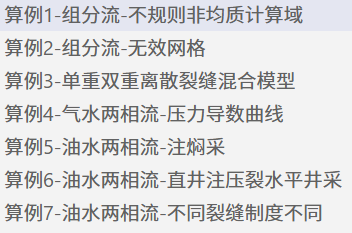 算例1-组分流-不规则非均质计算域
算例2-组分流-无效网格
算例3-单重双重离散裂缝混合模型
算例4-气水两相流-压力导数曲线
算例5-油水两相流-注焖采
算例6-油水两相流-直井注压裂水平井采
算例7-油水两相流-不同裂缝制度不同